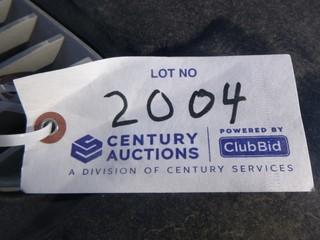 LOT NO
2004
CENTURY AUCTIONS
POWERED BY
ClubBid
A DIVISION OF CENTURY SERVICES